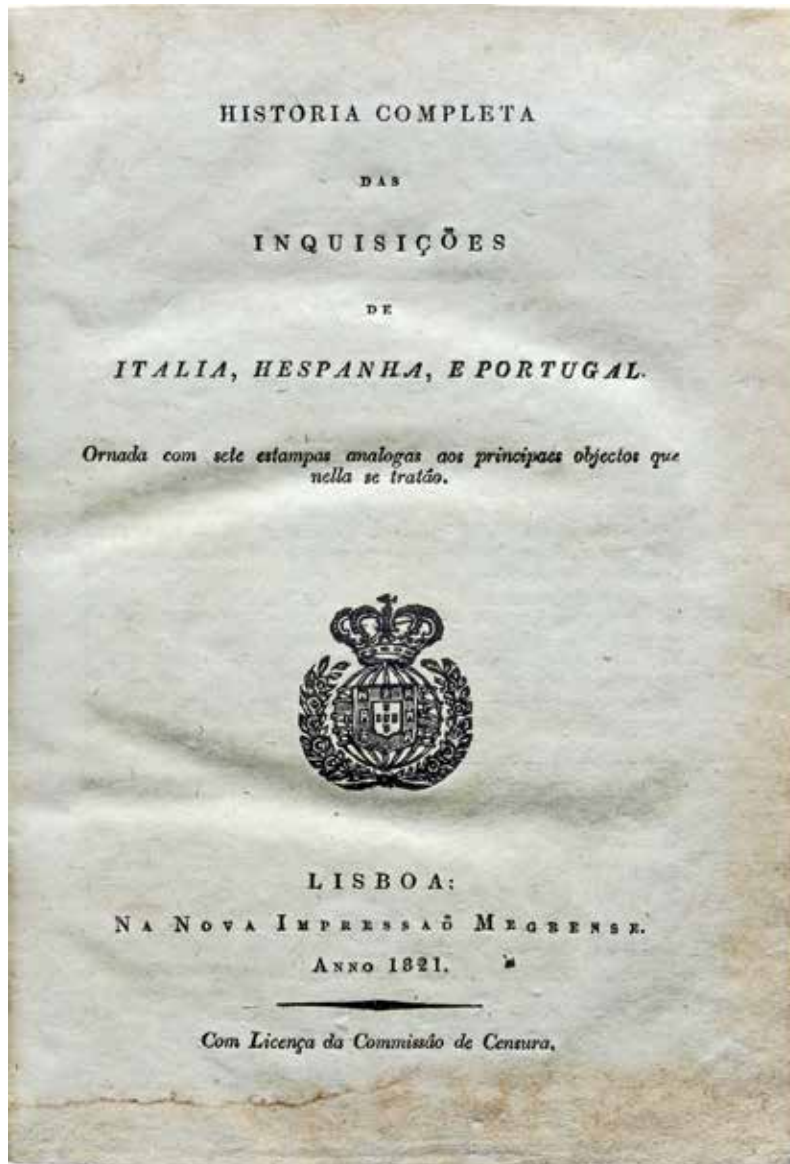 HISTORIA COMPLETA
DAS
INQUISIÇÕES
DE
ITALIA, HESPANHA, E PORTUGAL.
Ornada com sete estampas analogas aos principaes objectos que
nella se tratão.
LISBOA:
NA NOVA IMPRESSAÕ
ANNO 1821.
Com Licença da Commissão de Censura.